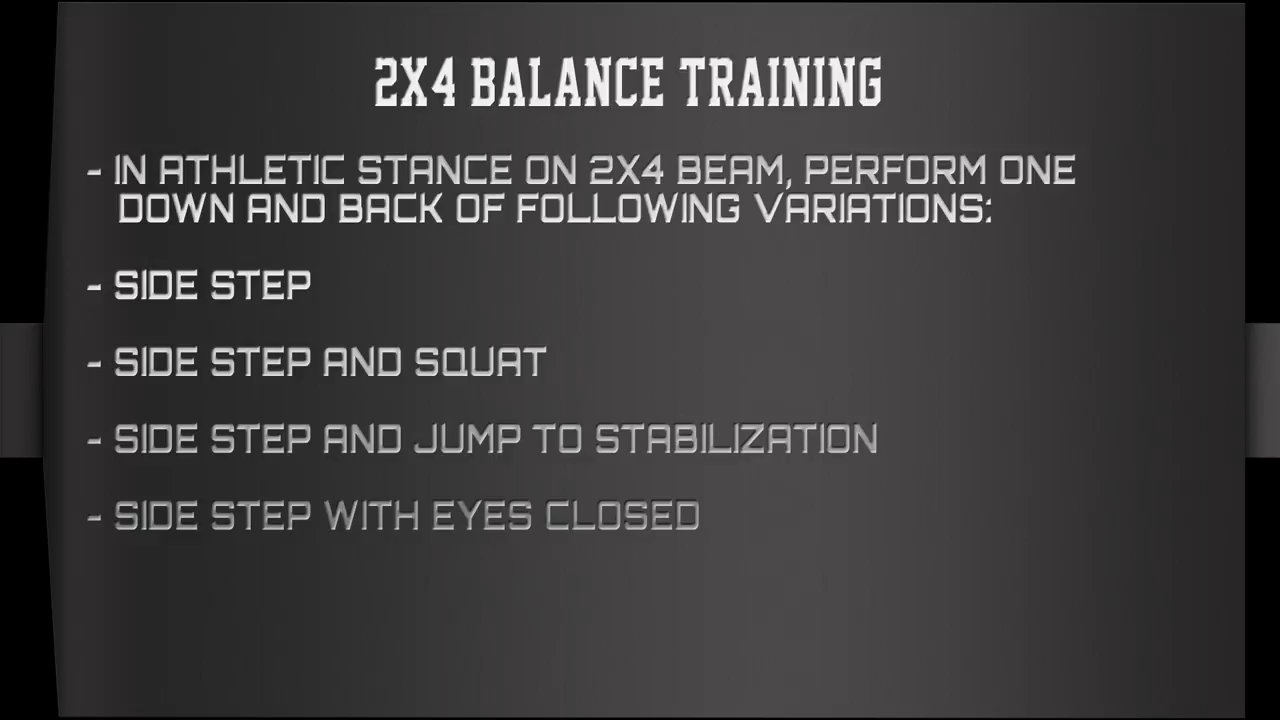 2X4 BALANCE TRAINING
- IN ATHLETIC STANCE ON 2X4 BEAM, PERFORM ONE
DOWN AND BACK OF FOLLOWING VARIATIONS:
- SIDE STEP
- SIDE STEP AND SQUAT
- SIDE STEP AND JUMP TO STABILIZATION
- SIDE STEP WITH EYES CLOSED